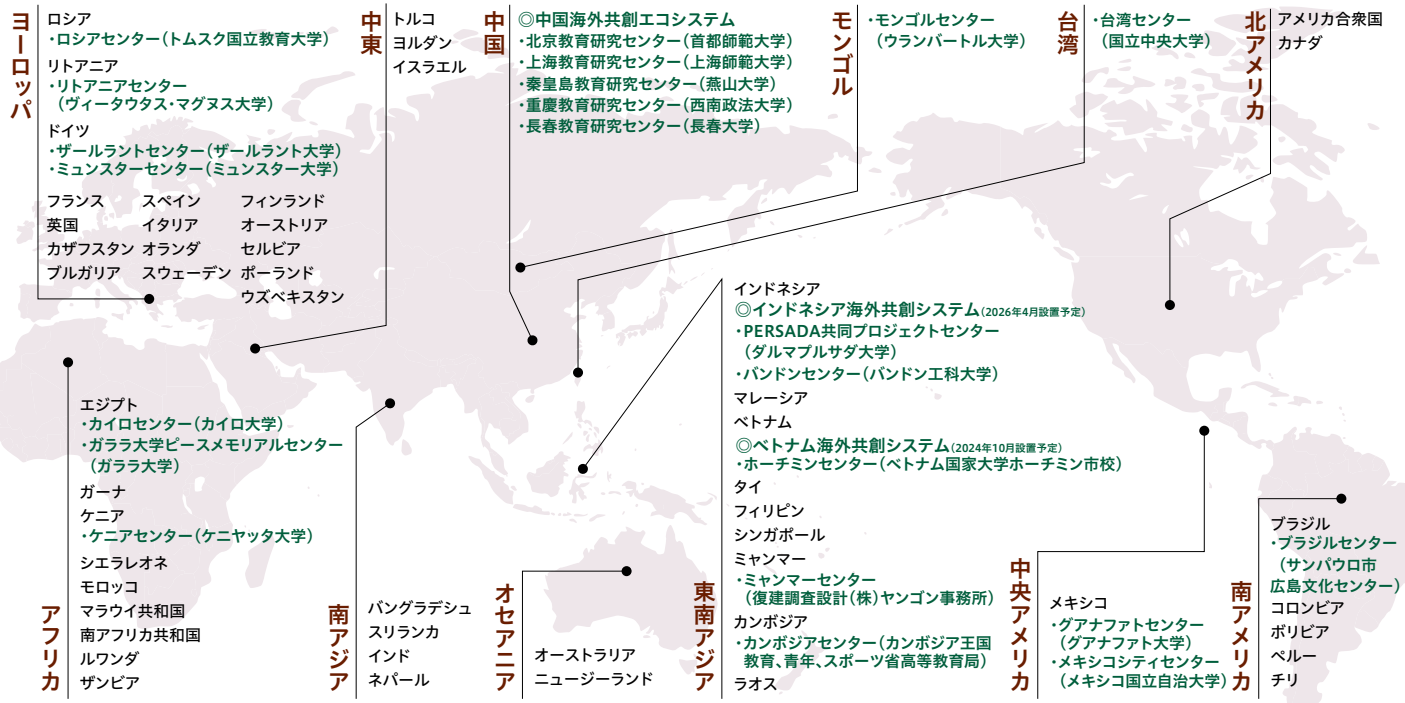 ヨーロッパ
ロシア
・ロシアセンター（トムスク国立教育大学）
リトアニア
・リトアニアセンター
（ヴィータウタス・マグヌス大学）
ドイツ
・ザールラントセンター（ザールラント大学）
・ミュンスターセンター（ミュンスター大学）
フランス スペイン フィンランド
英国 イタリア オーストリア
カザフスタン オランダ セルビア
ブルガリア スウェーデン ポーランド
ウズベキスタン
中東
トルコ
ヨルダン
イスラエル
中国
◎中国海外共創エコシステム
・北京教育研究センター（首都師範大学）
・上海教育研究センター（上海師範大学）
・秦皇島教育研究センター（燕山大学）
・重慶教育研究センター（西南政法大学）
・長春教育研究センター（長春大学）
モンゴル
・モンゴルセンター
（ウランバートル大学）
台湾
・台湾センター
（国立中央大学）
北アメリカ
アメリカ合衆国
カナダ
アフリカ
エジプト
・カイロセンター（カイロ大学）
・ガララ大学ピースメモリアルセンター
（ガララ大学）
ガーナ
ケニア
・ケニアセンター（ケニヤッタ大学）
シエラレオネ
モロッコ
マラウイ共和国
南アフリカ共和国
ルワンダ
ザンビア
南アジア
バングラデシュ
スリランカ
インド
ネパール
オセアニア
オーストラリア
ニュージーランド
東南アジア
インドネシア
◎インドネシア海外共創システム（2026年4月設置予定）
・PERSADA共同プロジェクトセンター
（ダルマプルサダ大学）
・バンドンセンター（バンドン工科大学）
マレーシア
ベトナム
◎ベトナム海外共創システム（2024年10月設置予定）
・ホーチミンセンター（ベトナム国家大学ホーチミン市校）
タイ
フィリピン
シンガポール
ミャンマー
・ミャンマーセンター
（復建調査設計（株）ヤンゴン事務所）
カンボジア
・カンボジアセンター（カンボジア王国
教育、青年、スポーツ省高等教育局）
ラオス
中央アメリカ
メキシコ
・グアナファトセンター
（グアナファト大学）
・メキシコシティセンター
（メキシコ国立自治大学）
南アメリカ
ブラジル
・ブラジルセンター
（サンパウロ市
広島文化センター）
コロンビア
ボリビア
ペルー
チリ